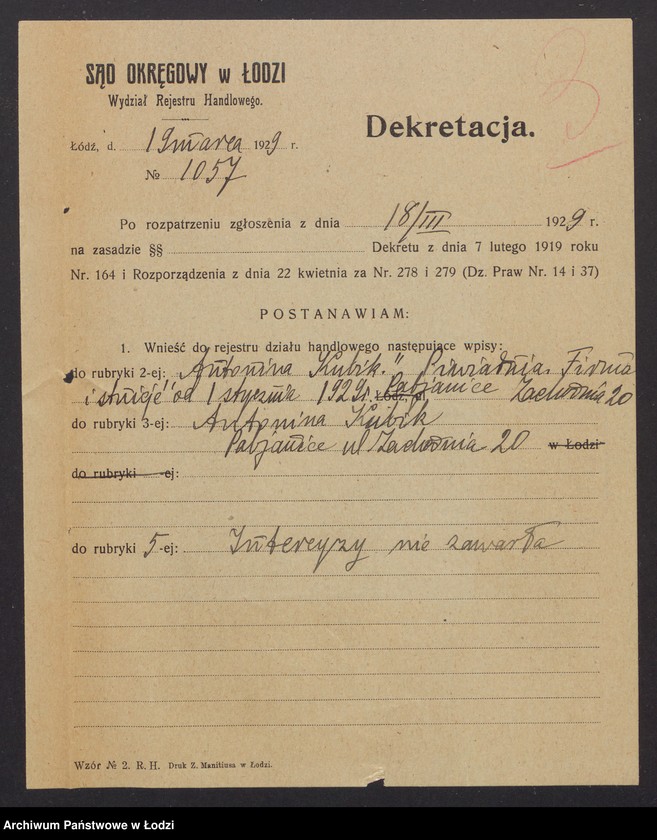 3
SĄD OKRĘGOWY w ŁODZI
Wydział Rejestru Handlowego.
Dekretacja.
Łódź, d. 19 marca 1929 r.
№ 1057
Po rozpatrzeniu zgłoszenia z dnia 18/III 1929 r.
na zasadzie §§ Dekretu z dnia 7 lutego 1919 roku
Nr. 164 i Rozporządzenia z dnia 22 kwietnia za Nr. 278 i 279 (Dz. Praw Nr. 14 i 37)
POSTANAWIAM:
1. Wnieść do rejestru działu handlowego następujące wpisy:
do rubryki 2-ej: „Antonina Kubik." Piwiarnia. Firma
istnieje od 1 stycznia 1929 r. Łódź, ul. Pabjanice Zachodnia 20
do rubryki 3-ej: Antonina Kubik
Pabjanice ul Zachodnia 20 w Łodzi
do rubryki -ej:
do rubryki 5-ej: Intercyzy nie zawarła
Wzór № 2. R. H. Druk Z. Manitiusa w Łodzi.
Archiwum Państwowe w Łodzi